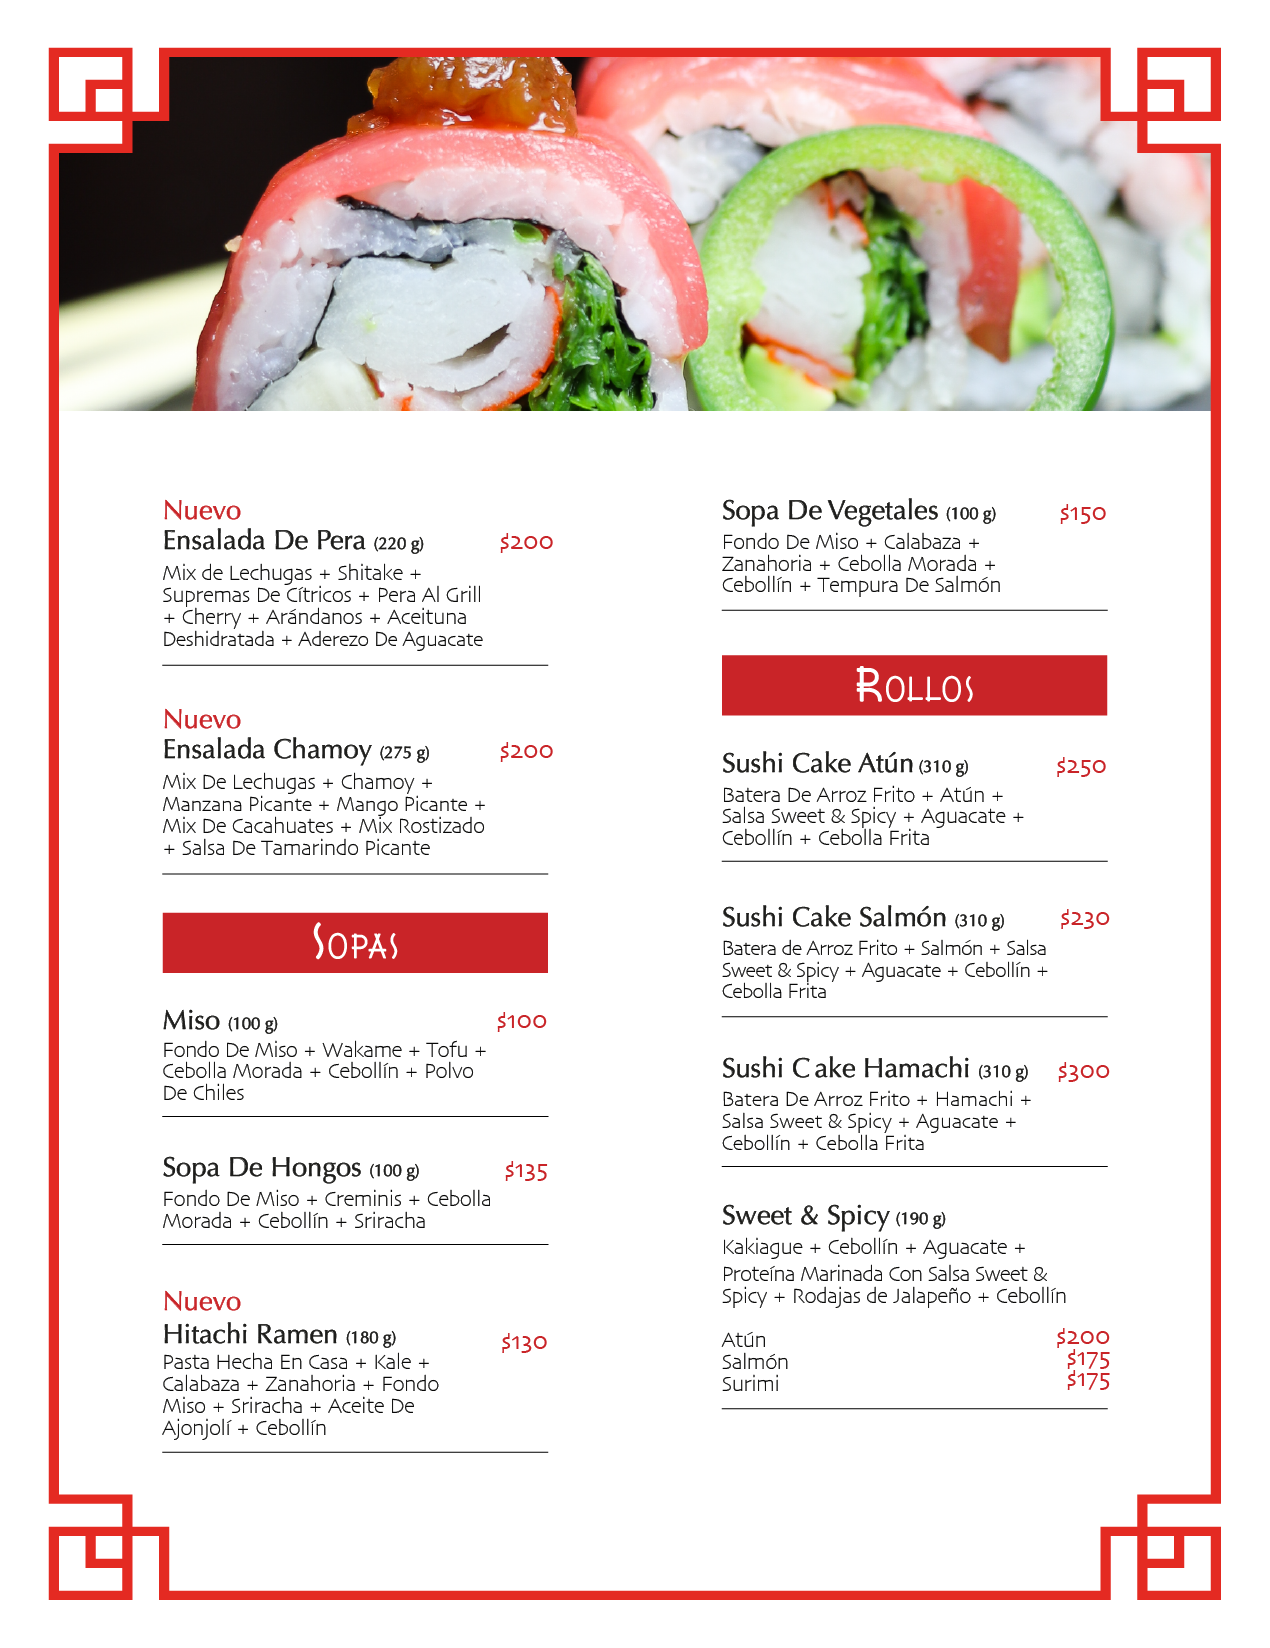 Nuevo
Ensalada De Pera (220 g) $200
Mix de Lechugas + Shitake +
Supremas De Cítricos + Pera Al Grill
+ Cherry + Arándanos + Aceituna
Deshidratada + Aderezo De Aguacate
Nuevo
Ensalada Chamoy (275 g) $200
Mix De Lechugas + Chamoy +
Manzana Picante + Mango Picante +
Mix De Cacahuates + Mix Rostizado
+ Salsa De Tamarindo Picante
Sopas
Miso (100 g) $100
Fondo De Miso + Wakame + Tofu +
Cebolla Morada + Cebollín + Polvo
De Chiles
Sopa De Hongos (100 g) $135
Fondo De Miso + Creminis + Cebolla
Morada + Cebollín + Sriracha
Nuevo
Hitachi Ramen (180 g) $130
Pasta Hecha En Casa + Kale +
Calabaza + Zanahoria + Fondo
Miso + Sriracha + Aceite De
Ajonjolí + Cebollín
Sopa De Vegetales (100 g) $150
Fondo De Miso + Calabaza +
Zanahoria + Cebolla Morada +
Cebollín + Tempura De Salmón
Rollos
Sushi Cake Atún (310 g) $250
Batera De Arroz Frito + Atún +
Salsa Sweet & Spicy + Aguacate +
Cebollín + Cebolla Frita
Sushi Cake Salmón (310 g) $230
Batera de Arroz Frito + Salmón + Salsa
Sweet & Spicy + Aguacate + Cebollín +
Cebolla Frita
Sushi Cake Hamachi (310 g) $300
Batera De Arroz Frito + Hamachi +
Salsa Sweet & Spicy + Aguacate +
Cebollín + Cebolla Frita
Sweet & Spicy (190 g)
Kakiague + Cebollín + Aguacate +
Proteína Marinada Con Salsa Sweet &
Spicy + Rodajas de Jalapeño + Cebollín
Atún $200
Salmón $175
Surimi $175